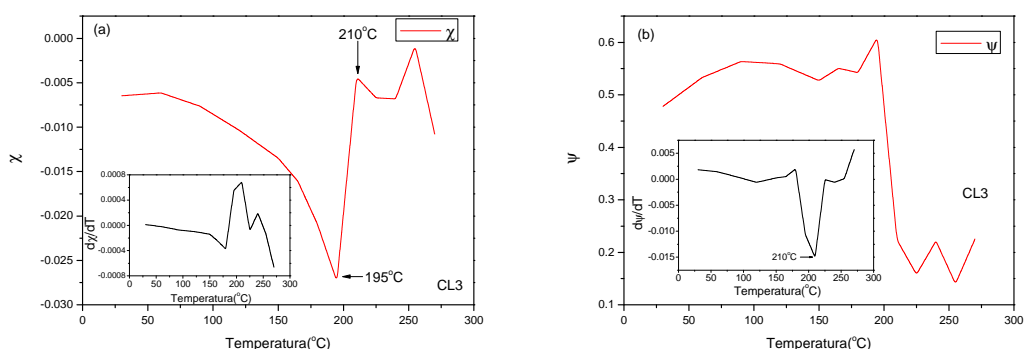 (a)
210°C
χ
0.000
-0.005
-0.010
-0.015
-0.020
-0.025
-0.030
χ
0.0008
0.0004
0.0000
-0.0004
-0.0008
dχ/dT
0 50 100 150 200 250 300
Temperatura(°C)
195°C
CL3
0 50 100 150 200 250 300
Temperatura(°C)
(b)
ψ
0.6
0.5
0.4
0.3
0.2
0.1
ψ
0.005
0.000
-0.005
-0.010
-0.015
dψ/dT
210°C
0 50 100 150 200 250 300
Temperatura(°C)
CL3
0 50 100 150 200 250 300
Temperatura(°C)